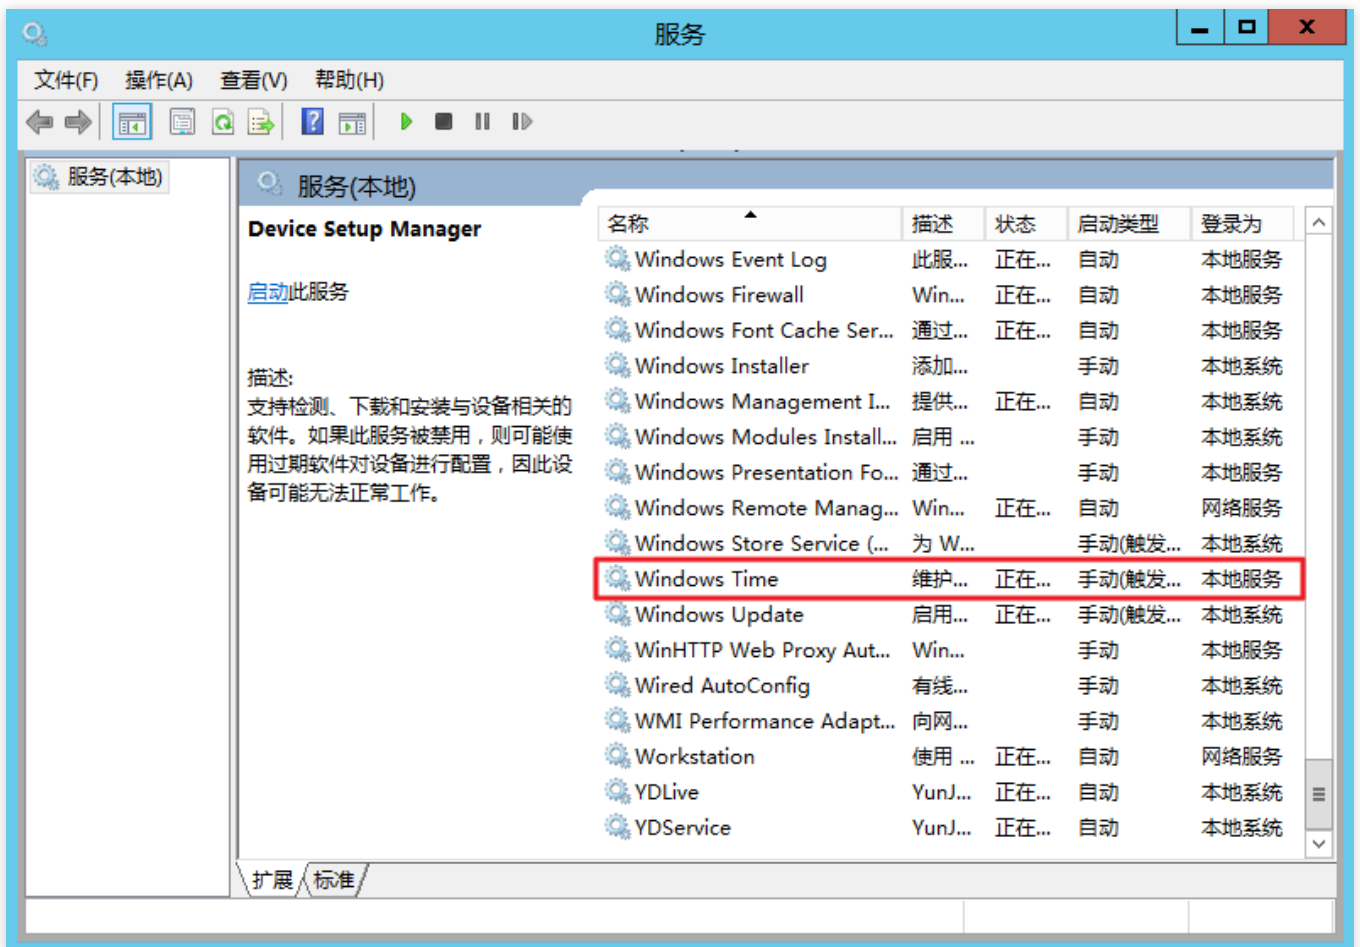 服务
文件(F) 操作(A) 查看(V) 帮助(H)
服务(本地)
服务(本地)
Device Setup Manager
启动此服务
描述:
支持检测、下载和安装与设备相关的
软件。如果此服务被禁用，则可能使
用过期软件对设备进行配置，因此设
备可能无法正常工作。
名称 描述 状态 启动类型 登录为
Windows Event Log 此服... 正在... 自动 本地服务
Windows Firewall Win... 正在... 自动 本地服务
Windows Font Cache Ser... 通过... 正在... 自动 本地服务
Windows Installer 添加... 手动 本地系统
Windows Management I... 提供... 正在... 自动 本地系统
Windows Modules Install... 启用 ... 手动 本地系统
Windows Presentation Fo... 通过... 手动 本地服务
Windows Remote Manag... Win... 正在... 自动 网络服务
Windows Store Service (... 为 W... 手动(触发... 本地系统
Windows Time 维护... 正在... 手动(触发... 本地服务
Windows Update 启用... 正在... 手动(触发... 本地系统
WinHTTP Web Proxy Aut... Win... 手动 本地服务
Wired AutoConfig 有线... 手动 本地系统
WMI Performance Adapt... 向网... 手动 本地系统
Workstation 使用 ... 正在... 自动 网络服务
YDLive YunJ... 正在... 自动 本地系统
YDService YunJ... 正在... 自动 本地系统
扩展 标准